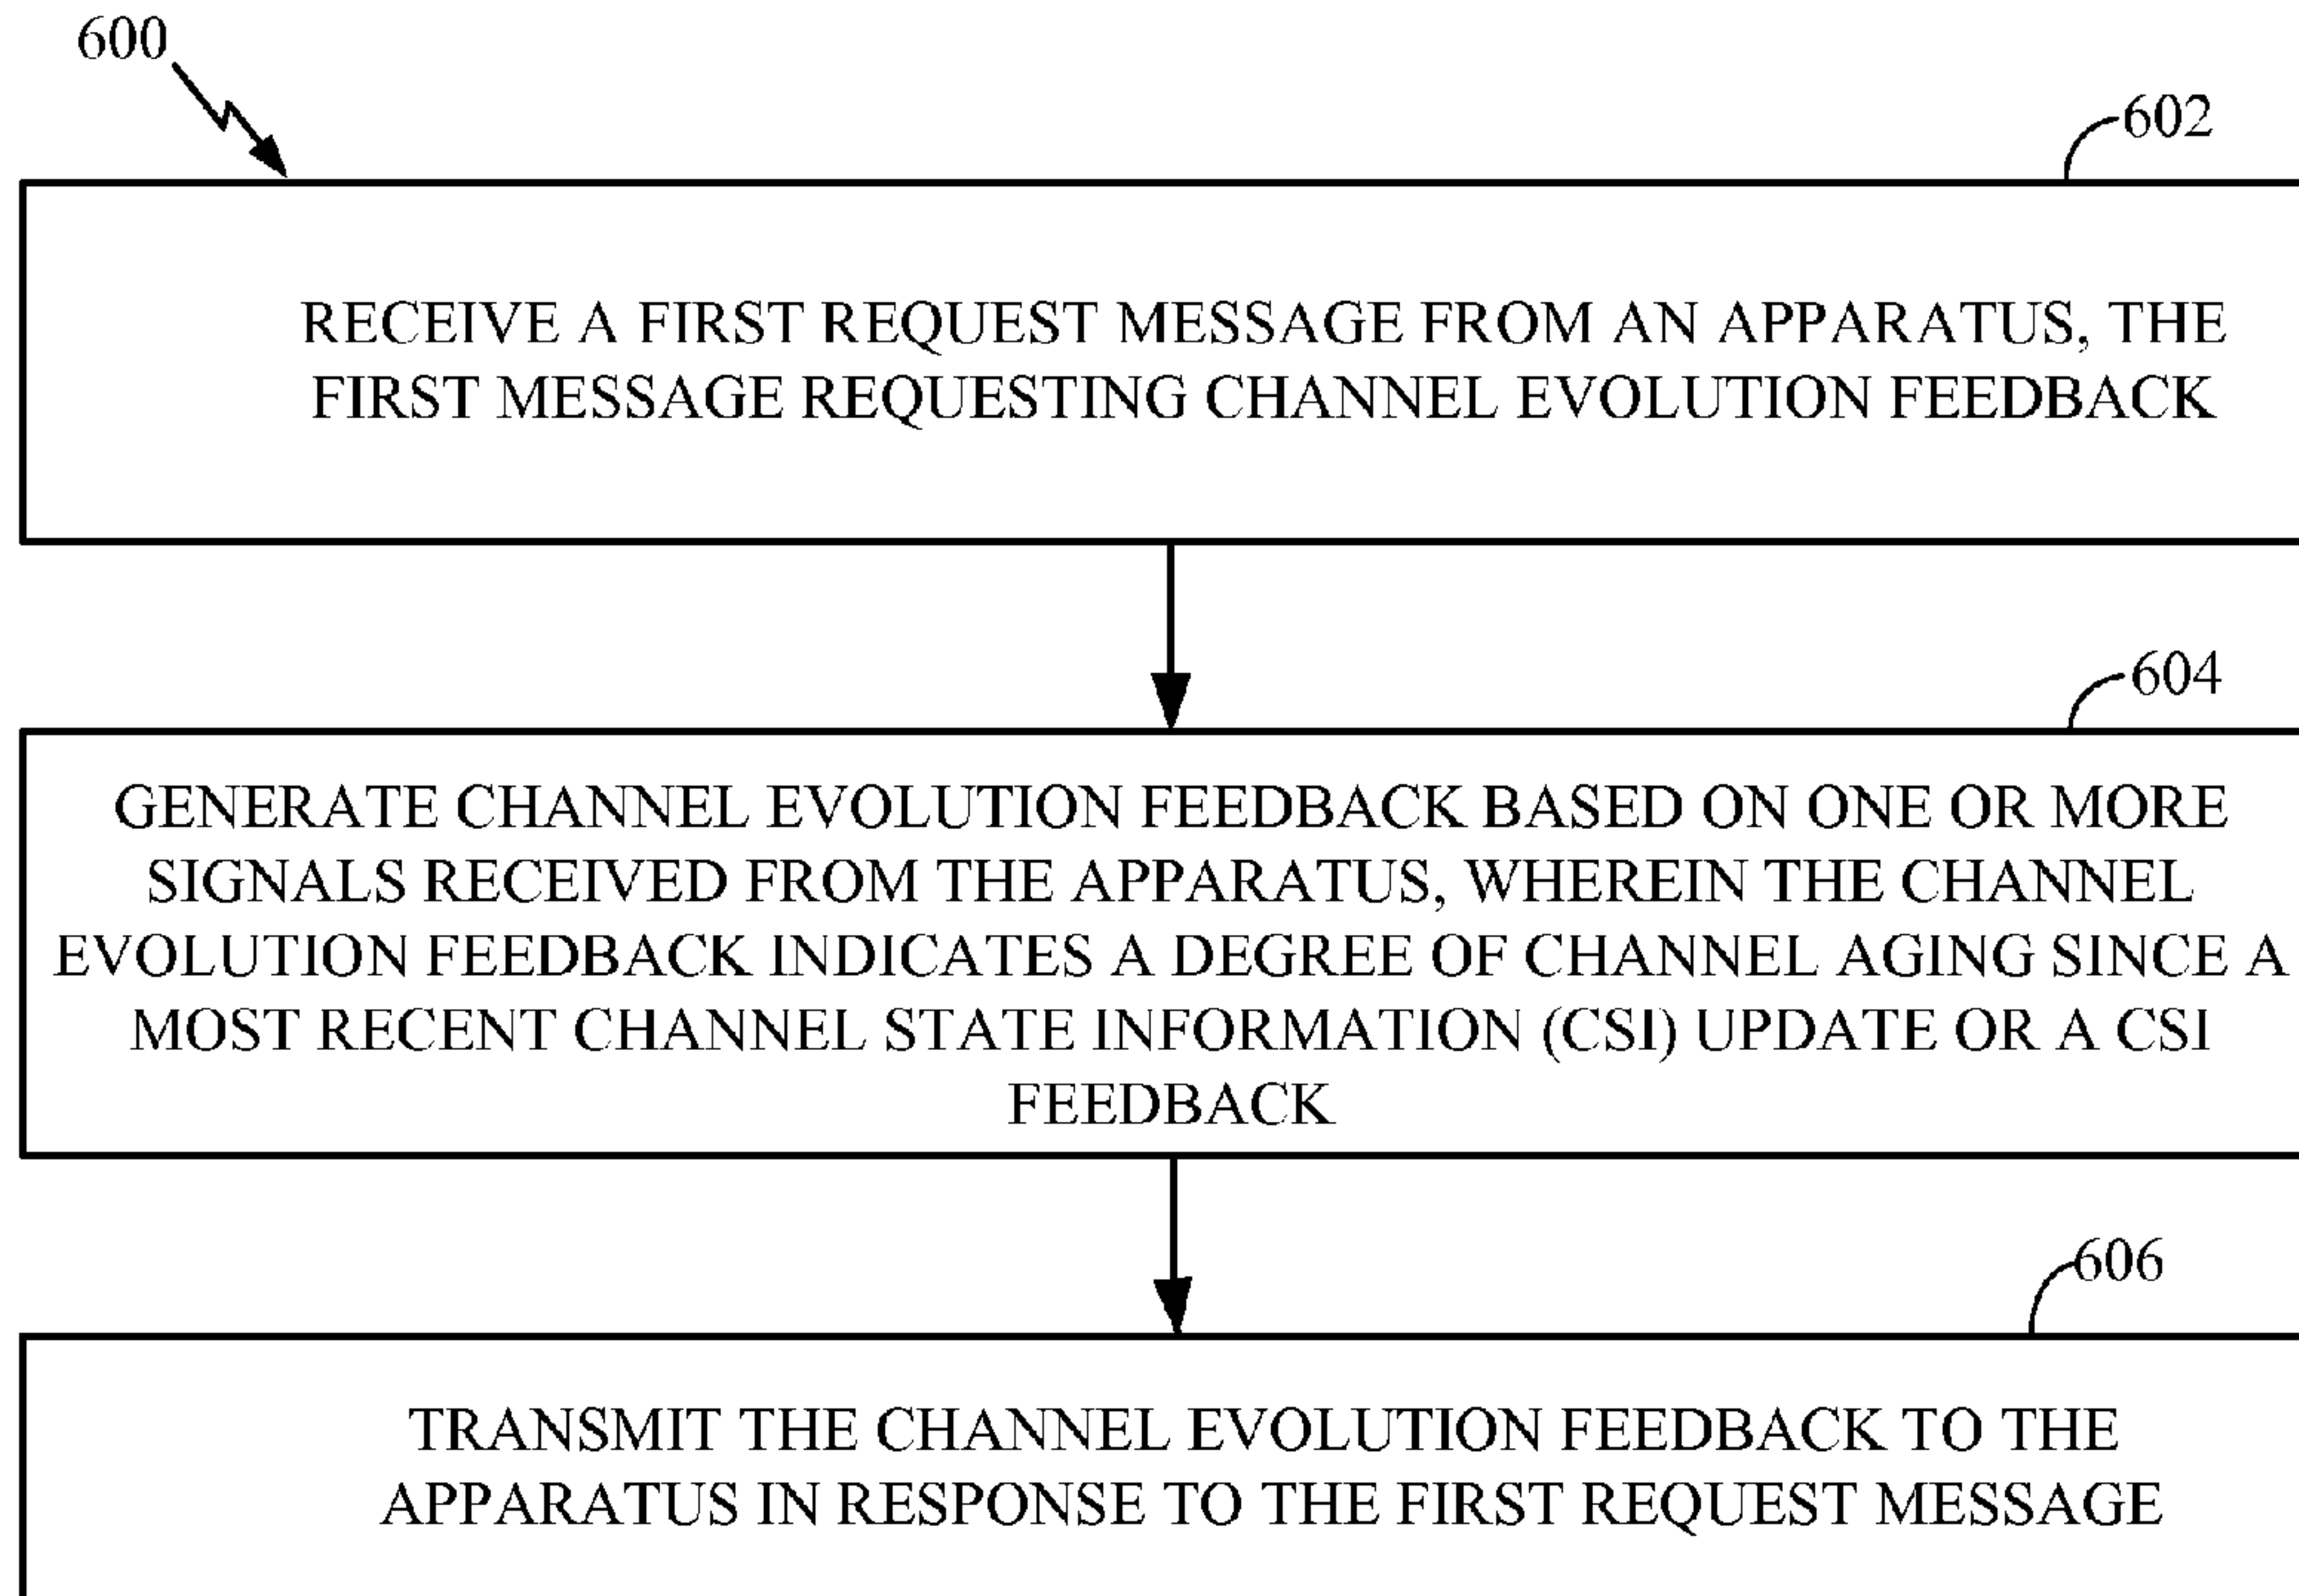 600
602
RECEIVE A FIRST REQUEST MESSAGE FROM AN APPARATUS, THE
FIRST MESSAGE REQUESTING CHANNEL EVOLUTION FEEDBACK
604
GENERATE CHANNEL EVOLUTION FEEDBACK BASED ON ONE OR MORE
SIGNALS RECEIVED FROM THE APPARATUS, WHEREIN THE CHANNEL
EVOLUTION FEEDBACK INDICATES A DEGREE OF CHANNEL AGING SINCE A
MOST RECENT CHANNEL STATE INFORMATION (CSI) UPDATE OR A CSI
FEEDBACK
606
TRANSMIT THE CHANNEL EVOLUTION FEEDBACK TO THE
APPARATUS IN RESPONSE TO THE FIRST REQUEST MESSAGE